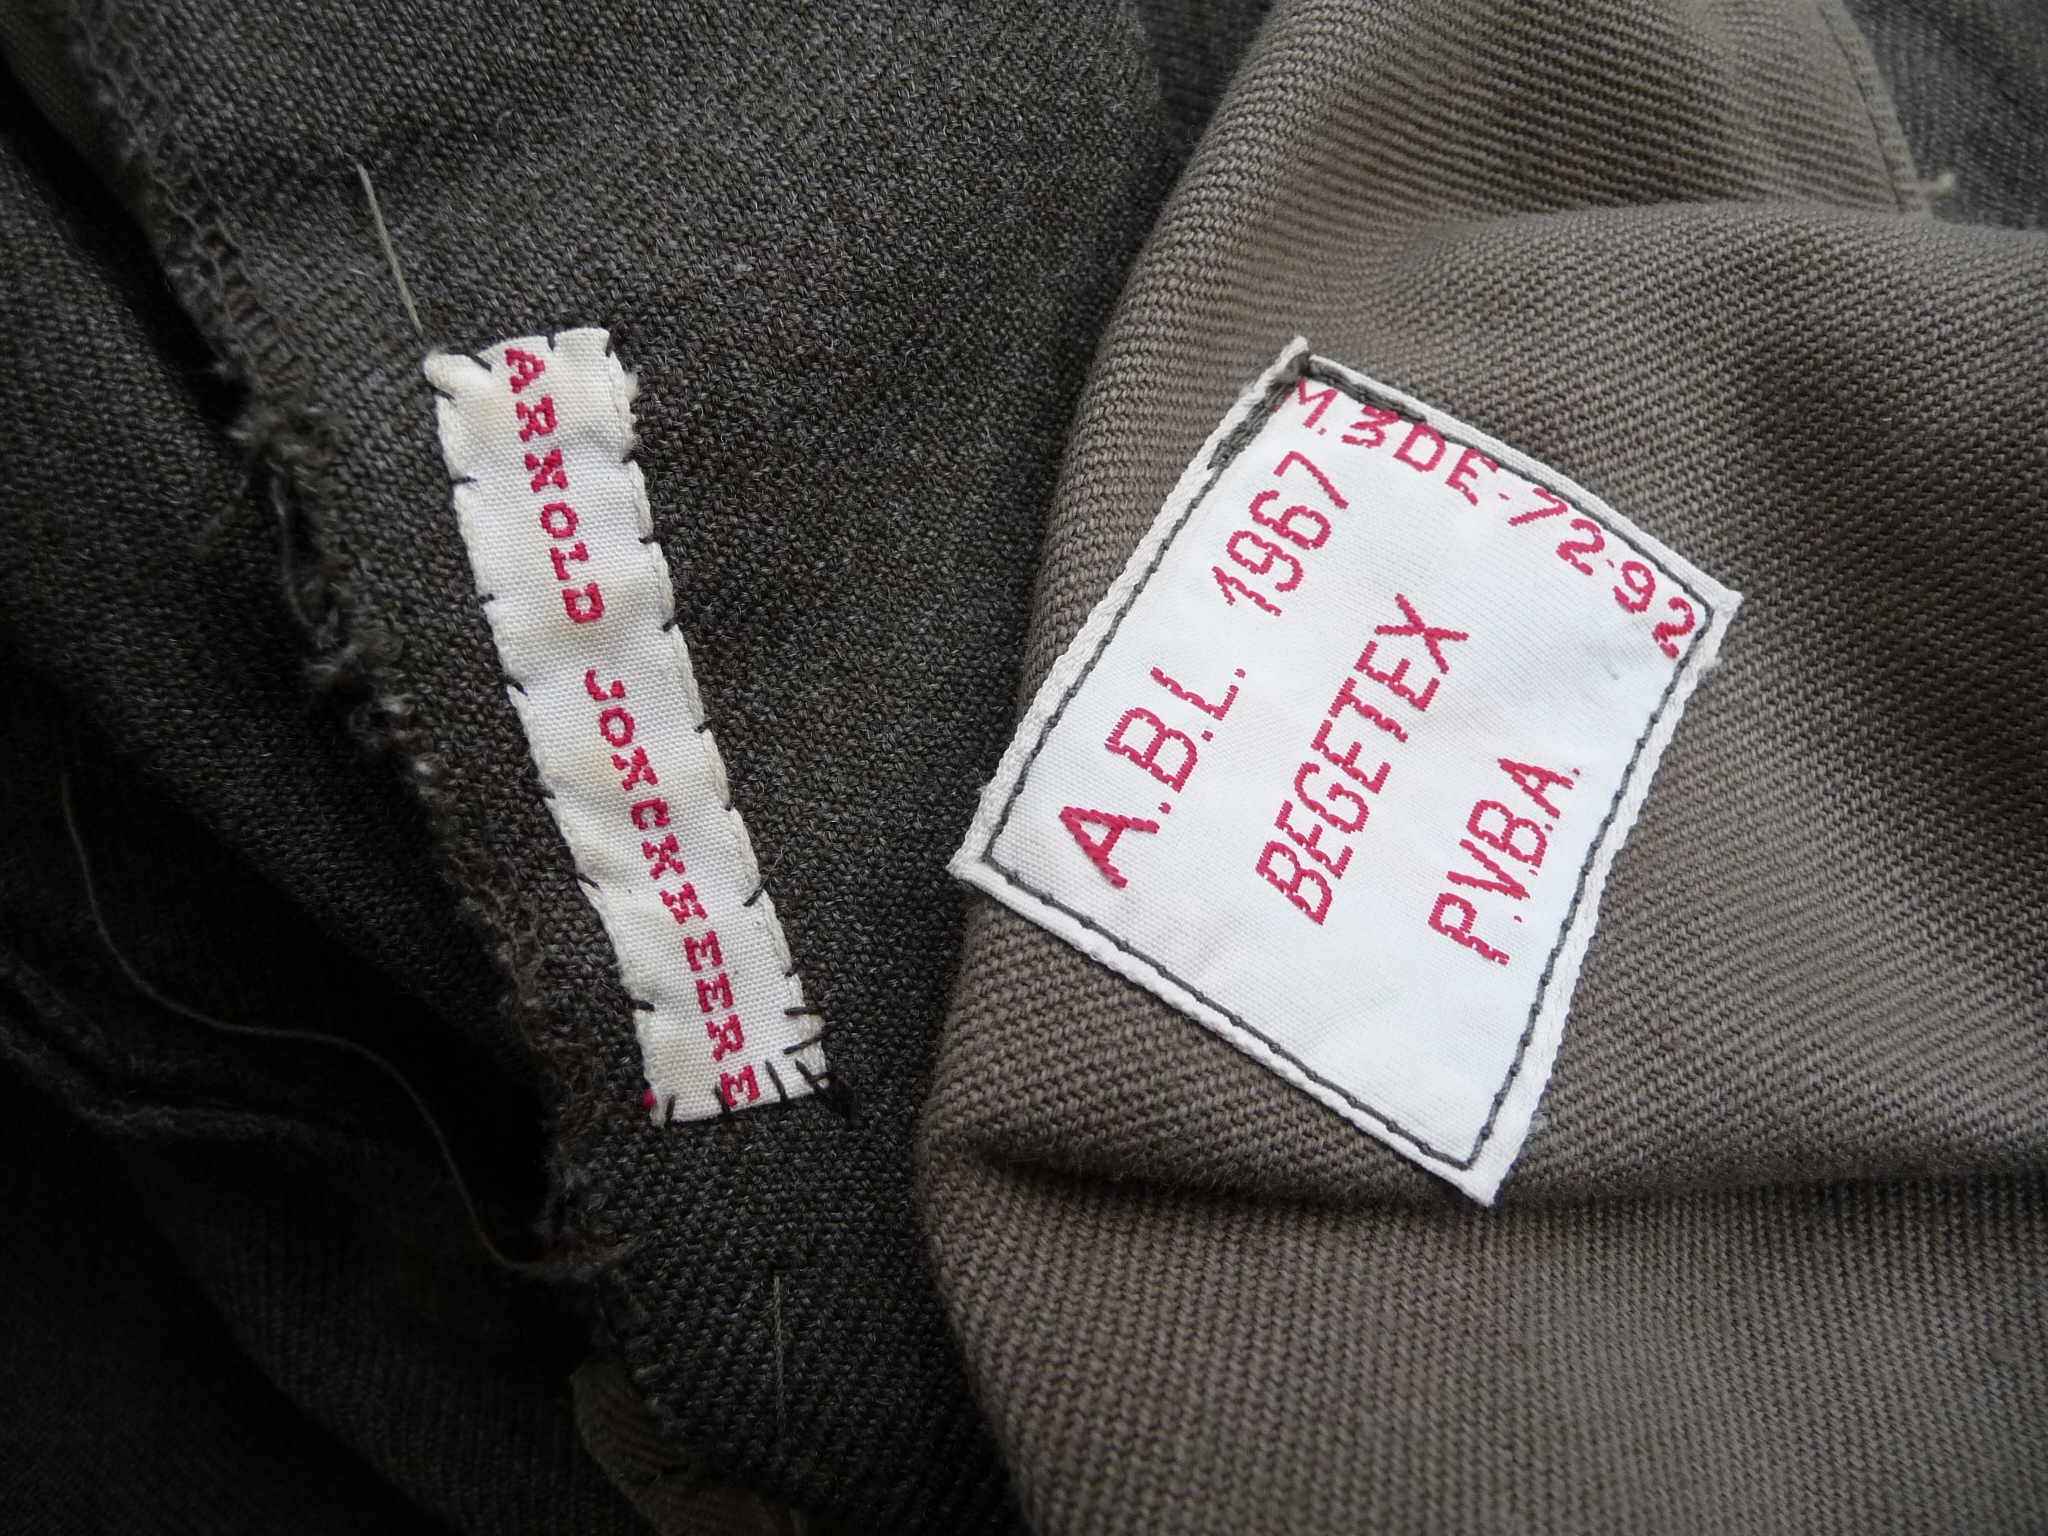 ARNOLD JONCKHEERE
M.3DE-72-92
A.B.L. 1967
BEGETEX
P.V.B.A.